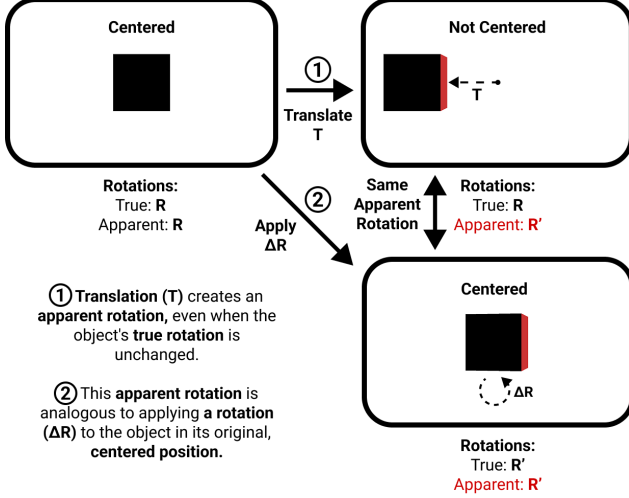 Centered
Not Centered
①
Translate
T
T
Rotations:
True: R
Apparent: R
②
Apply
ΔR
Same
Apparent
Rotation
Rotations:
True: R
Apparent: R’
① Translation (T) creates an
apparent rotation, even when the
object's true rotation is
unchanged.
② This apparent rotation is
analogous to applying a rotation
(ΔR) to the object in its original,
centered position.
Centered
ΔR
Rotations:
True: R’
Apparent: R’